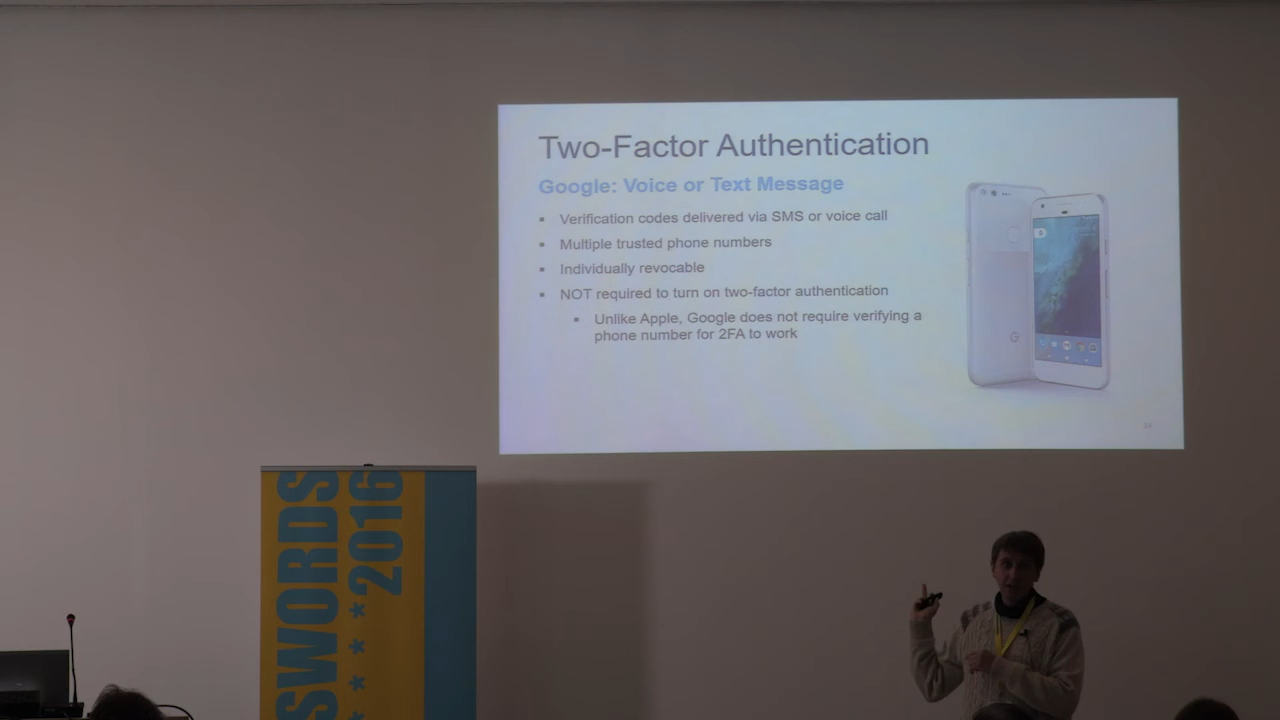 Two-Factor Authentication
Google: Voice or Text Message
Verification codes delivered via SMS or voice call
Multiple trusted phone numbers
Individually revocable
NOT required to turn on two-factor authentication
Unlike Apple, Google does not require verifying a
phone number for 2FA to work
SWORDS
****2016